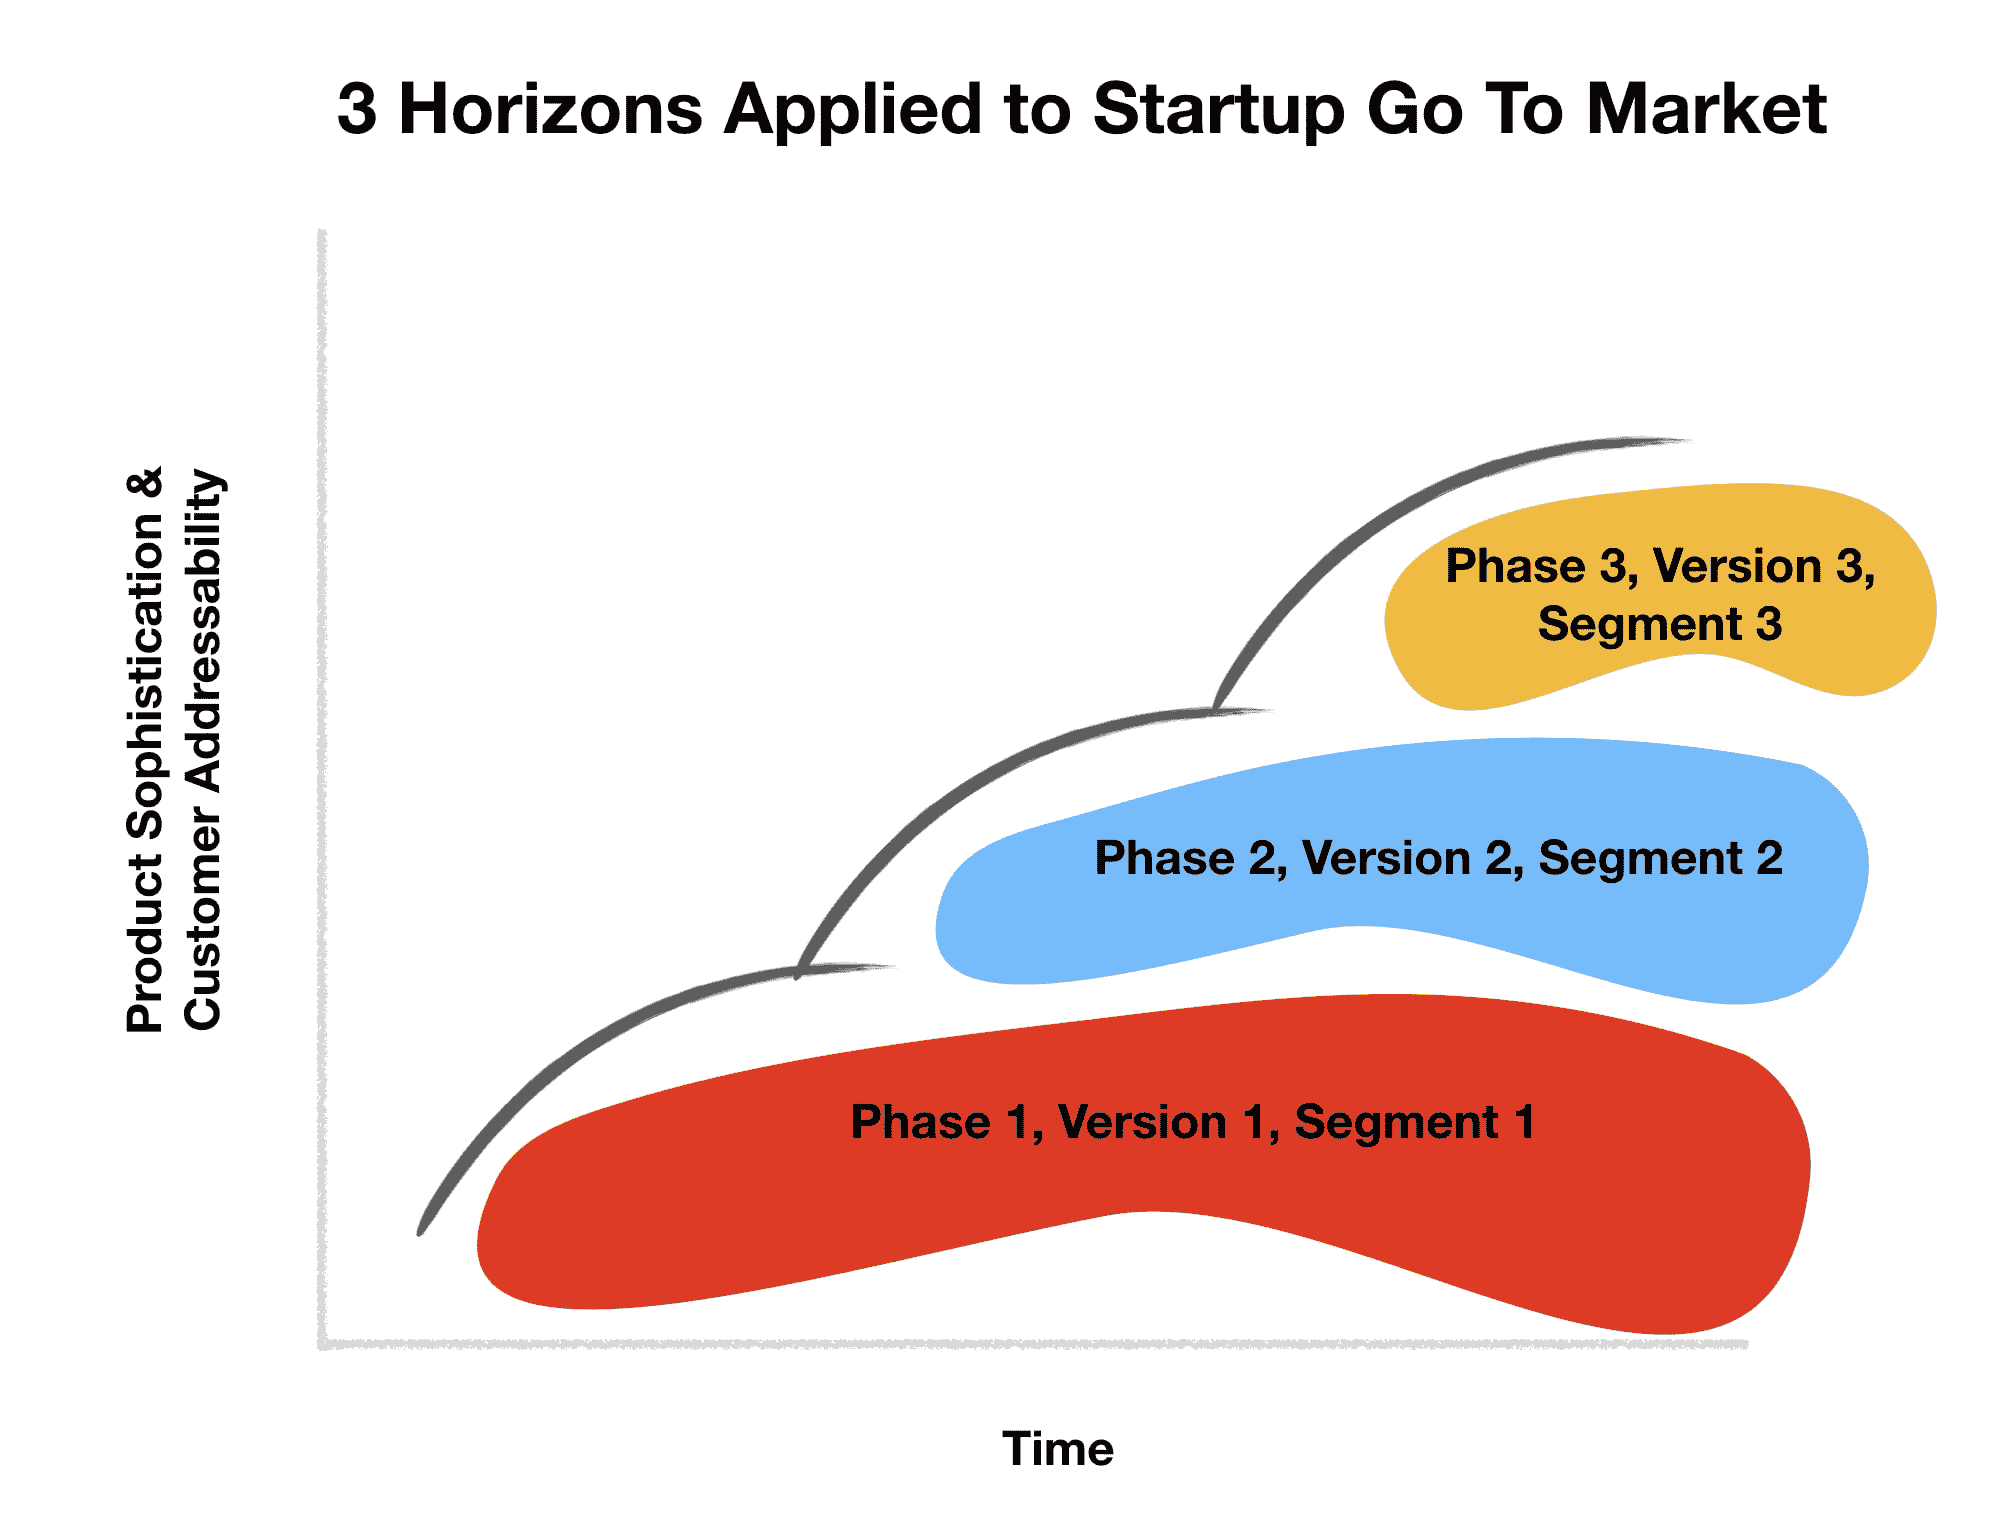 3 Horizons Applied to Startup Go To Market
Product Sophistication &
Customer Addressability
Phase 3, Version 3,
Segment 3
Phase 2, Version 2, Segment 2
Phase 1, Version 1, Segment 1
Time